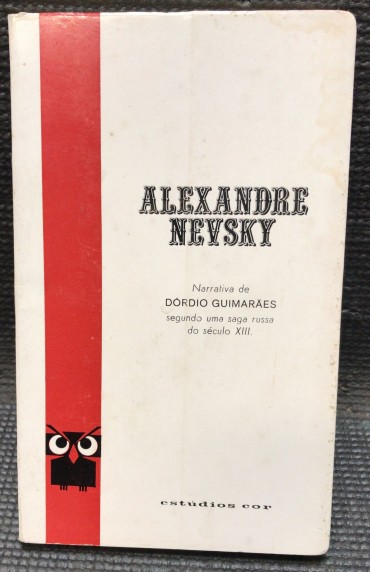 ALEXANDRE
NEVSKY
Narrativa de
DÓRDIO GUIMARÃES
segundo uma saga russa
do século XIII.
estúdios cor